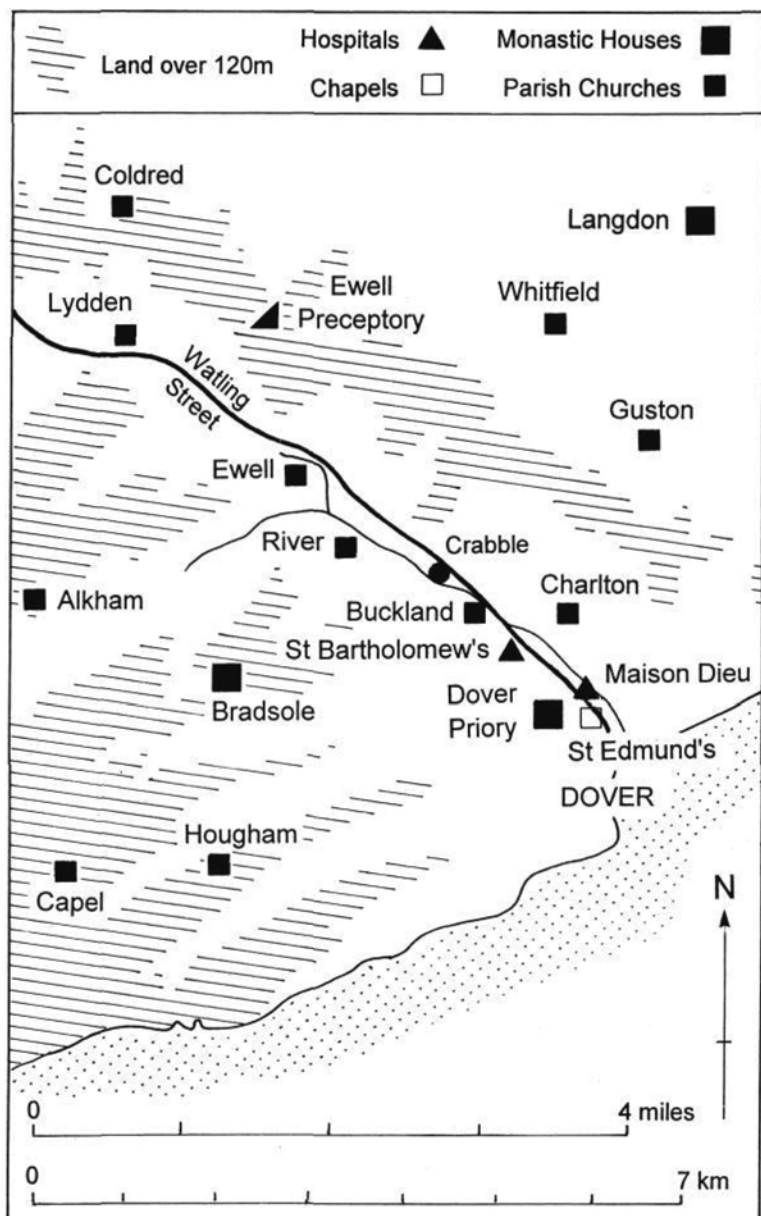 Land over 120m
Hospitals
Monastic Houses
Chapels
Parish Churches
Coldred
Langdon
Ewell
Preceptory
Whitfield
Lydden
Watling
Street
Guston
Ewell
River
Crabble
Alkham
Buckland
Charlton
St Bartholomew's
Maison Dieu
Bradsole
Dover
Priory
St Edmund's
DOVER
Hougham
Capel
N
0
4 miles
0
7 km